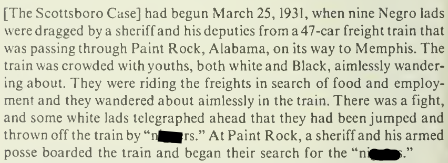 [The Scottsboro Case] had begun March 25, 1931, when nine Negro lads
were dragged by a sheriff and his deputies from a 47-car freight train that
was passing through Paint Rock, Alabama, on its way to Memphis. The
train was crowded with youths, both white and Black, aimlessly wander-
ing about. They were riding the freights in search of food and employ-
ment and they wandered about aimlessly in the train. There was a fight,
and some white lads telegraphed ahead that they had been jumped and
thrown off the train by “n rs.” At Paint Rock, a sheriff and his armed
posse boarded the train and began their search for the “ni .”